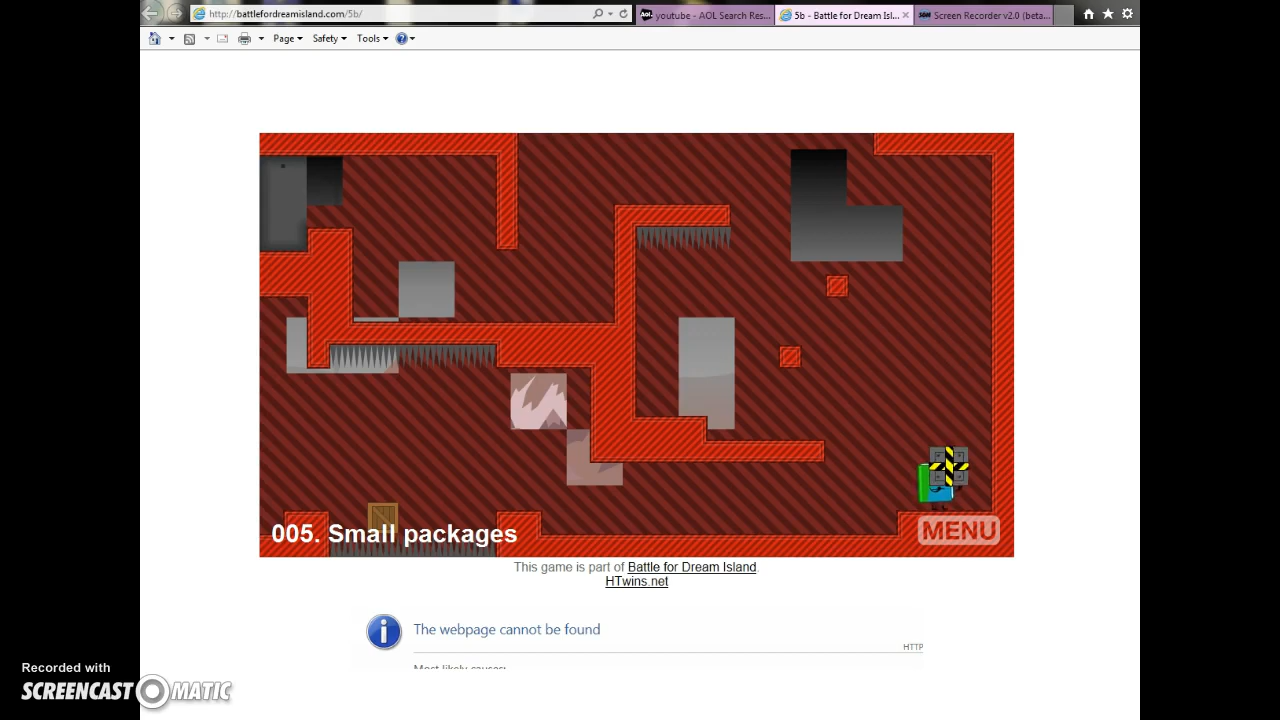 http://battlefordreamisland.com/5b/
youtube - AOL Search Res...
5b - Battle for Dream Isl...
Screen Recorder v2.0 (beta...
Page
Safety
Tools
005. Small packages
MENU
This game is part of Battle for Dream Island.
HTwins.net
The webpage cannot be found
HTTP
Most likely causes:
Recorded with
SCREENCAST MATIC